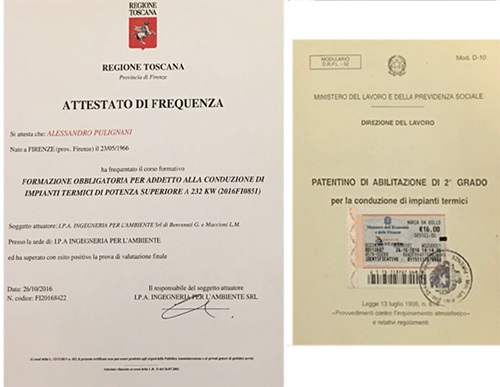 REGIONE
TOSCANA
REGIONE TOSCANA
Provincia di Firenze
ATTESTATO DI FREQUENZA
Si attesta che: ALESSANDRO PULIGNANI
Nato a FIRENZE (prov. Firenze) il 23/05/1966
ha frequentato il corso formativo
FORMAZIONE OBBLIGATORIA PER ADDETTO ALLA CONDUZIONE DI
IMPIANTI TERMICI DI POTENZA SUPERIORE A 232 KW (2016FI0851)
Soggetto attuatore: I.P.A. INGEGNERIA PER L'AMBIENTE Srl di Benvenuti G. e Maccioni L.M.
Presso la sede di: I.P.A INGEGNERIA PER L'AMBIENTE
ed ha superato con esito positivo la prova di valutazione finale
Data, 26/10/2016
N. codice: FI20168422
Il responsabile del soggetto attuatore
I.P.A. INGEGNERIA PER L'AMBIENTE SRL
MODULARIO
Mod. D-10
MINISTERO DEL LAVORO E DELLA PREVIDENZA SOCIALE
DIREZIONE DEL LAVORO
PATENTINO DI ABILITAZIONE DI 2° GRADO
per la conduzione di impianti termici
MARCA DA BOLLO
€16,00
Legge 13 luglio 1966, n. 615
«Provvedimenti contro l'inquinamento atmosferico»
e relativi regolamenti